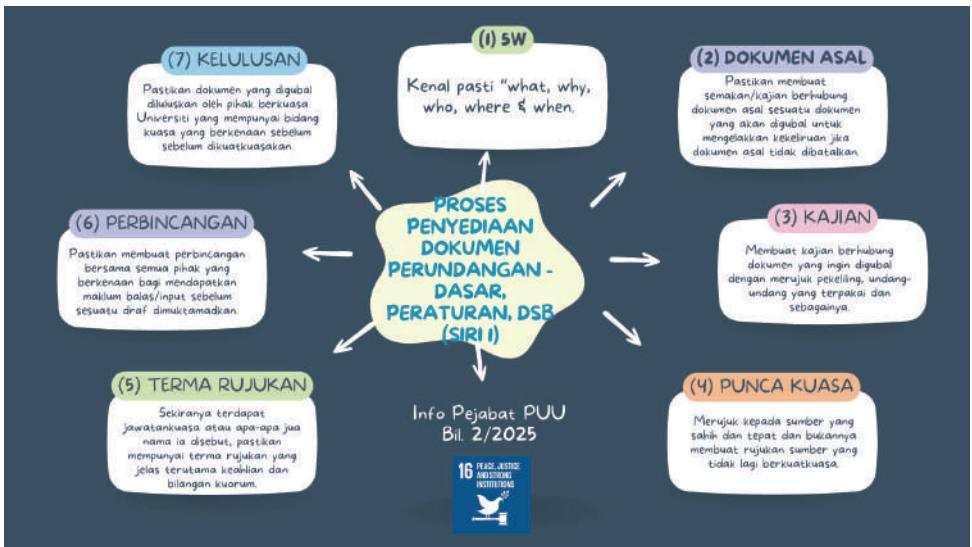 (1) 5W
Kenal pasti "what, why,
who, where & when.
(2) DOKUMEN ASAL
Pastikan membuat
semakan/kajian berhubung
dokumen asal sesuatu dokumen
yang akan digubal untuk
mengelakkan kekeliruan jika
dokumen asal tidak dibatalkan.
(3) KAJIAN
Membuat kajian berhubung
dokumen yang ingin digubal
dengan merujuk pekeliling, undang-
undang yang terpakai dan
sebagainya.
(4) PUNCA KUASA
Merujuk kepada sumber yang
sahih dan tepat dan bukannya
membuat rujukan sumber yang
tidak lagi berkuatkuasa.
(5) TERMA RUJUKAN
Sekiranya terdapat
jawatankuasa atau apa-apa jua
nama ia disebut, pastikan
mempunyai terma rujukan yang
jelas terutama keahlian dan
bilangan kuorum.
(6) PERBINCANGAN
Pastikan membuat perbincangan
bersama semua pihak yang
berkenaan bagi mendapatkan
maklum balas/input sebelum
sesuatu draf dimuktamadkan.
(7) KELULUSAN
Pastikan dokumen yang digubal
diluluskan oleh pihak berkuasa
Universiti yang mempunyai bidang
kuasa yang berkenaan sebelum
sebelum dikuatkuasakan.
PROSES
PENYEDIAAN
DOKUMEN
PERUNDANGAN -
DASAR,
PERATURAN, DSB
(SIRI 1)
Info Pejabat PUU
Bil. 2/2025
16 PEACE, JUSTICE
AND STRONG
INSTITUTIONS